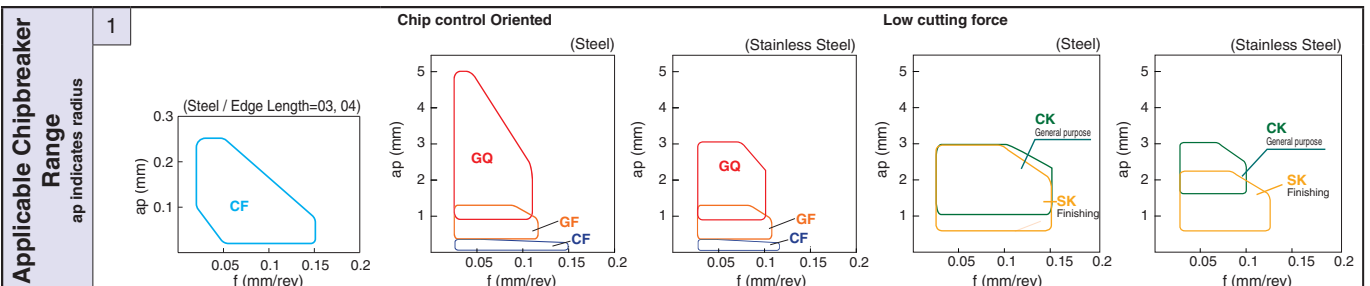 Applicable Chipbreaker
Range
ap indicates radius
1
(Steel / Edge Length=03, 04)
0.3
0.2
0.1
ap (mm)
CF
0.05 0.1 0.15 0.2
f (mm/rev)
Chip control Oriented
(Steel)
5
4
3
2
1
ap (mm)
GQ
GF
CF
0.05 0.1 0.15 0.2
f (mm/rev)
(Stainless Steel)
5
4
3
2
1
ap (mm)
GQ
GF
CF
0.05 0.1 0.15 0.2
f (mm/rev)
Low cutting force
(Steel)
5
4
3
2
1
ap (mm)
CK
General purpose
SK
Finishing
0.05 0.1 0.15 0.2
f (mm/rev)
(Stainless Steel)
5
4
3
2
1
ap (mm)
CK
General purpose
SK
Finishing
0.05 0.1 0.15 0.2
f (mm/rev)